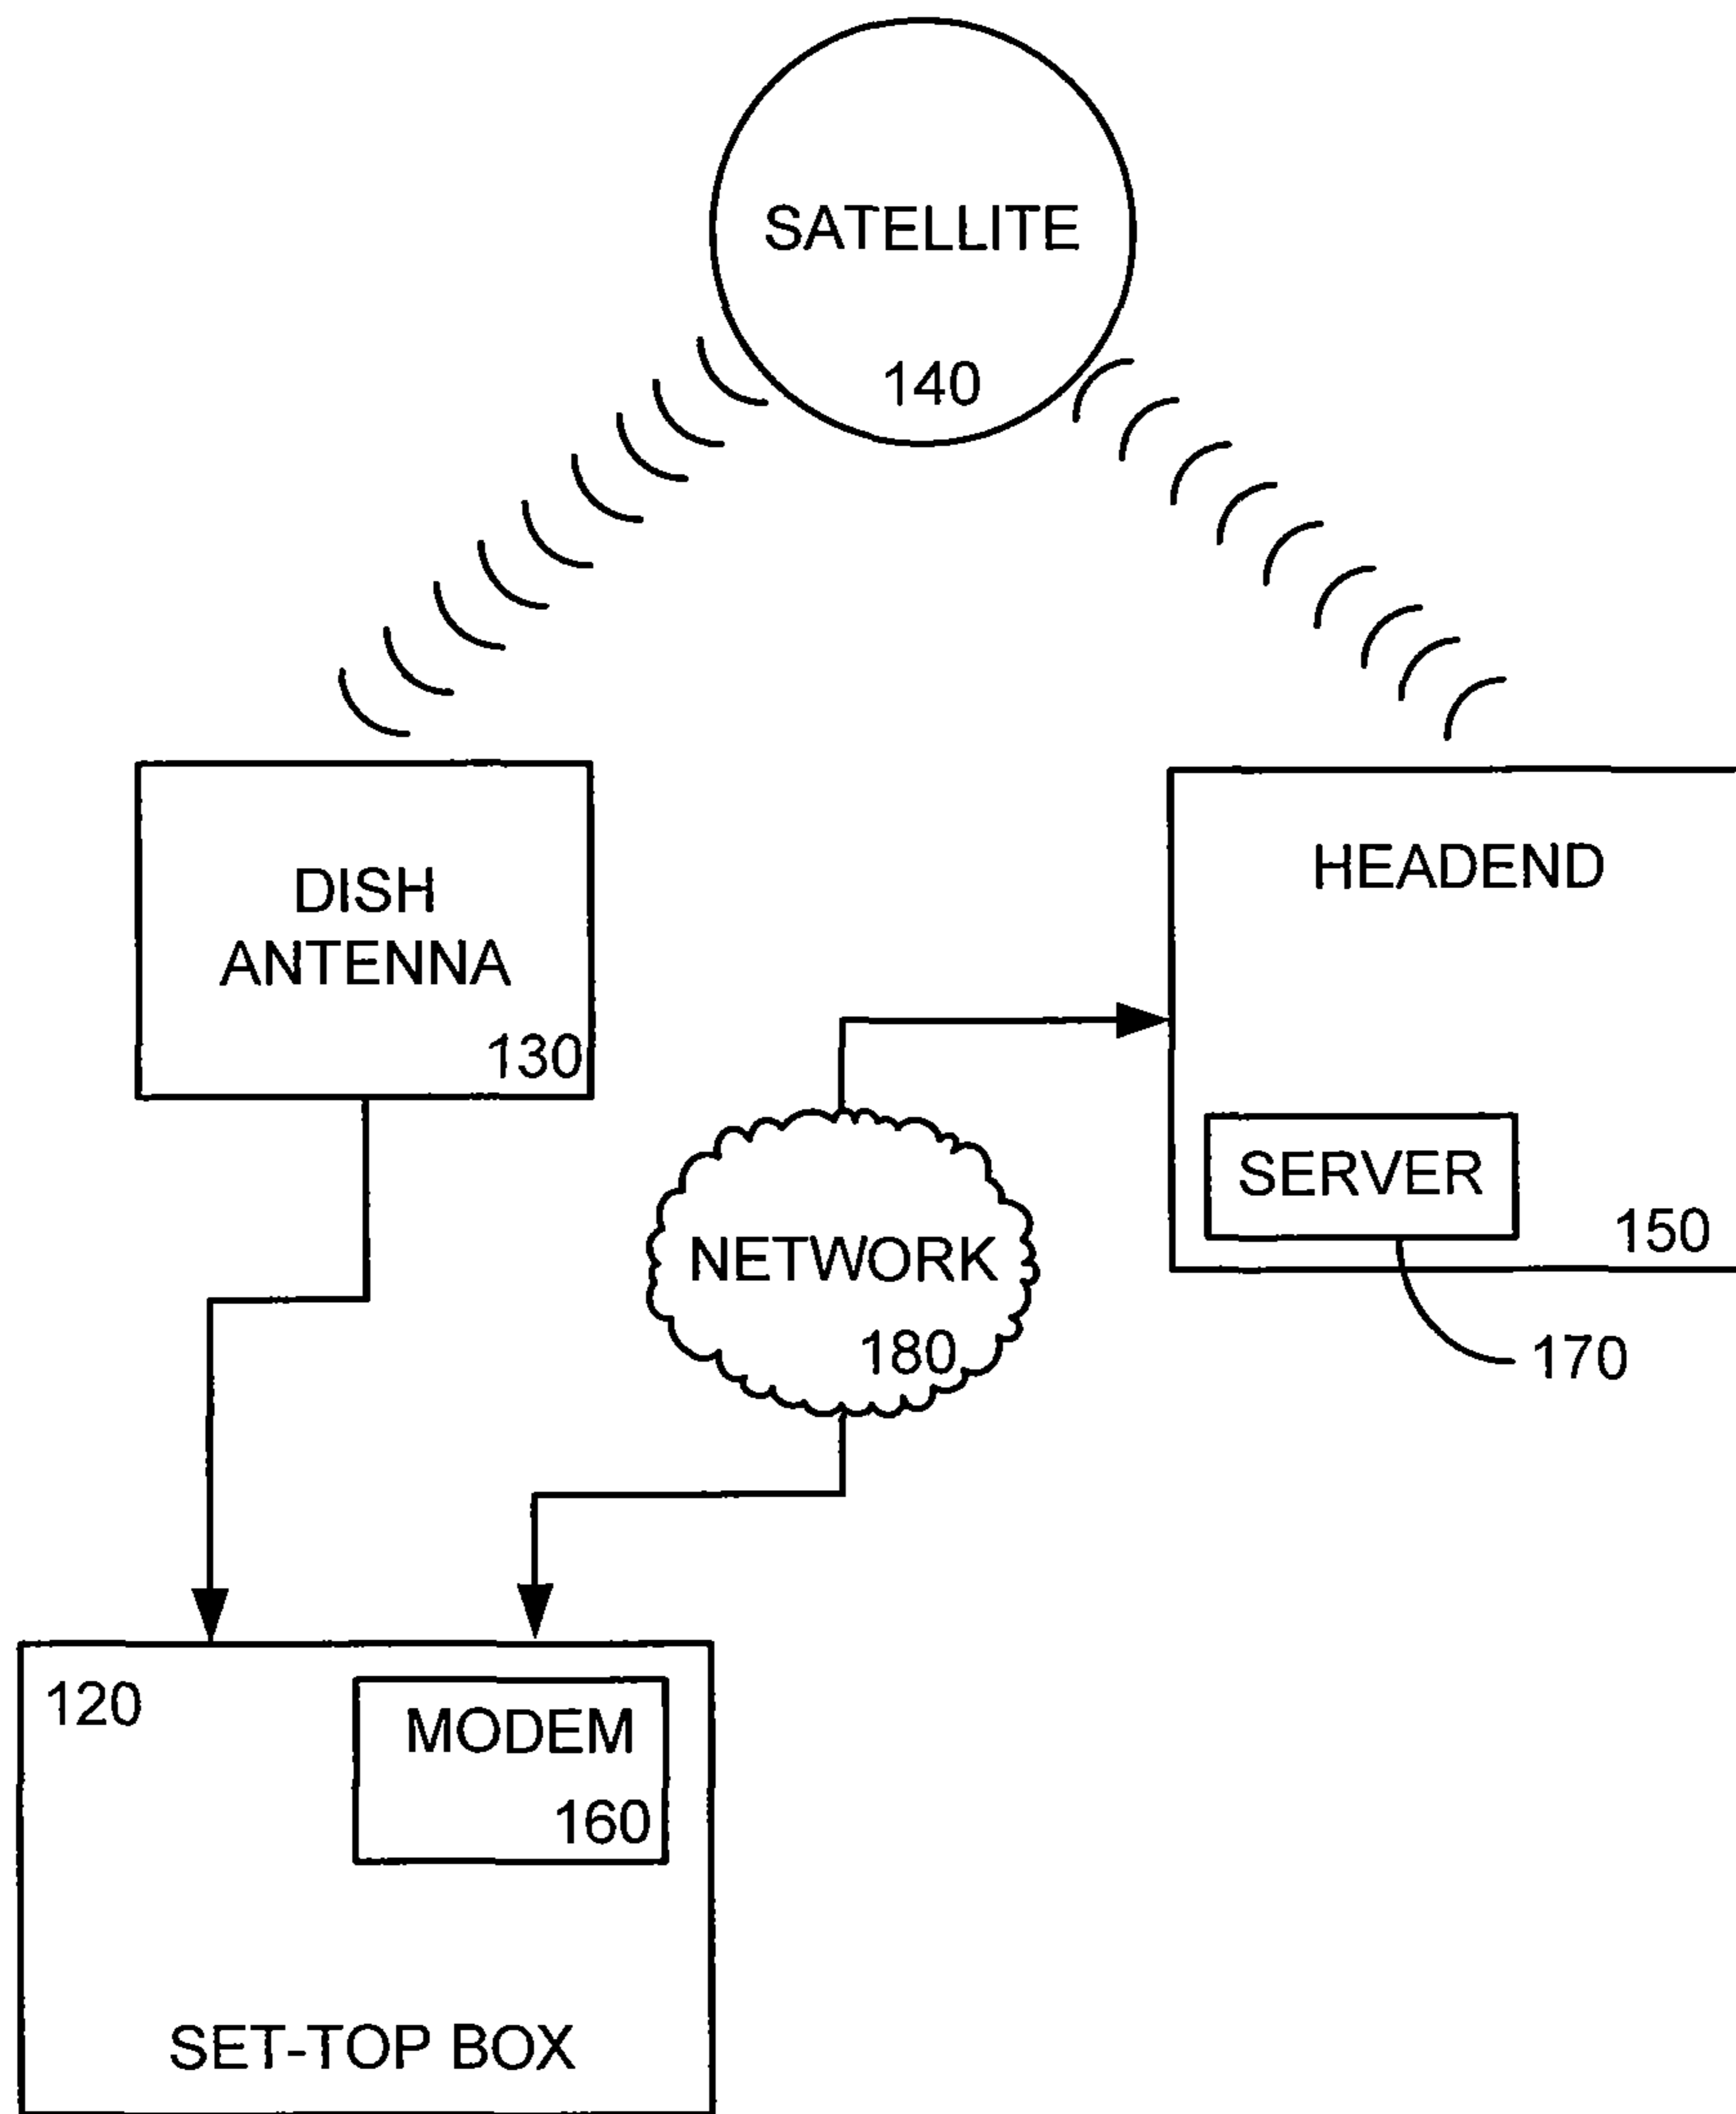 SATELLITE
140
DISH
ANTENNA
130
HEADEND
SERVER
150
170
NETWORK
180
120
MODEM
160
SET-TOP BOX